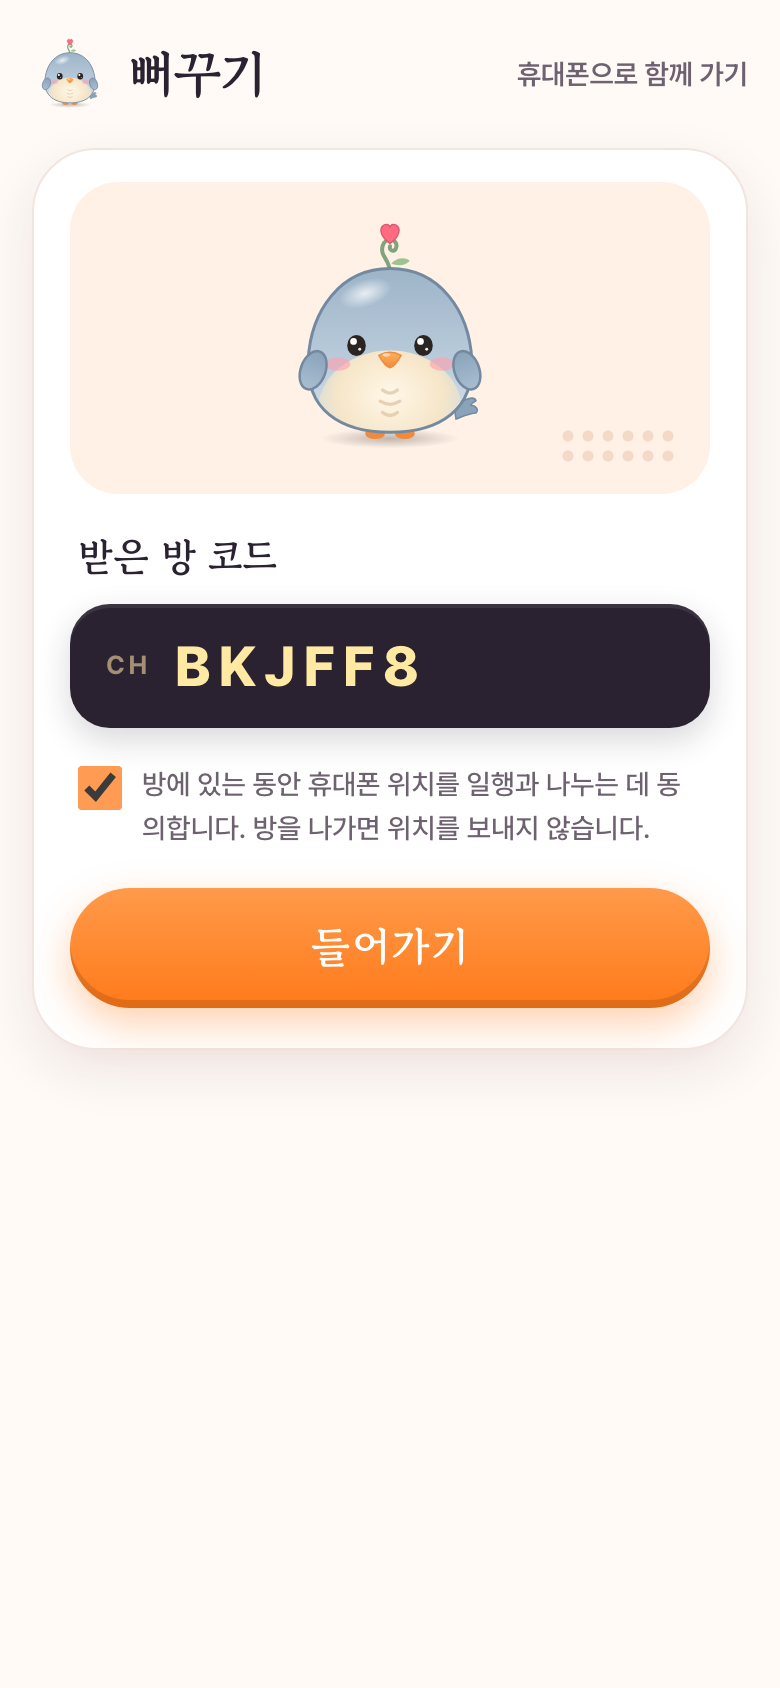 뻐꾸기
휴대폰으로 함께 가기
받은 방 코드
CH BKJFF8
방에 있는 동안 휴대폰 위치를 일행과 나누는 데 동
의합니다. 방을 나가면 위치를 보내지 않습니다.
들어가기